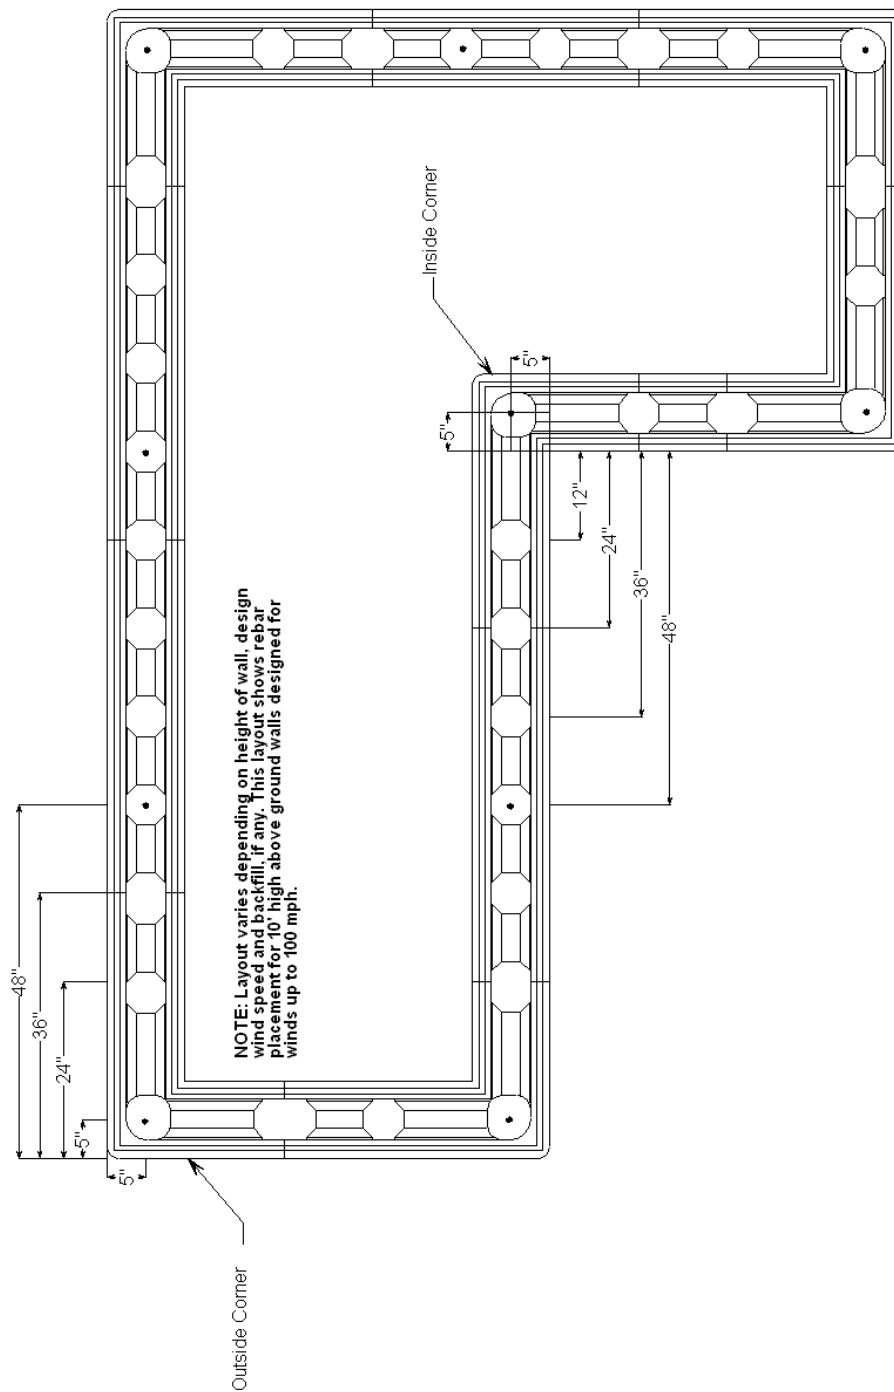 Inside Corner
5"
5"
12"
24"
36"
48"
NOTE: Layout varies depending on height of wall, design
wind speed and backfill, if any. This layout shows rebar
placement for 10' high above ground walls designed for
winds up to 100 mph.
48"
36"
24"
5"
5"
Outside Corner